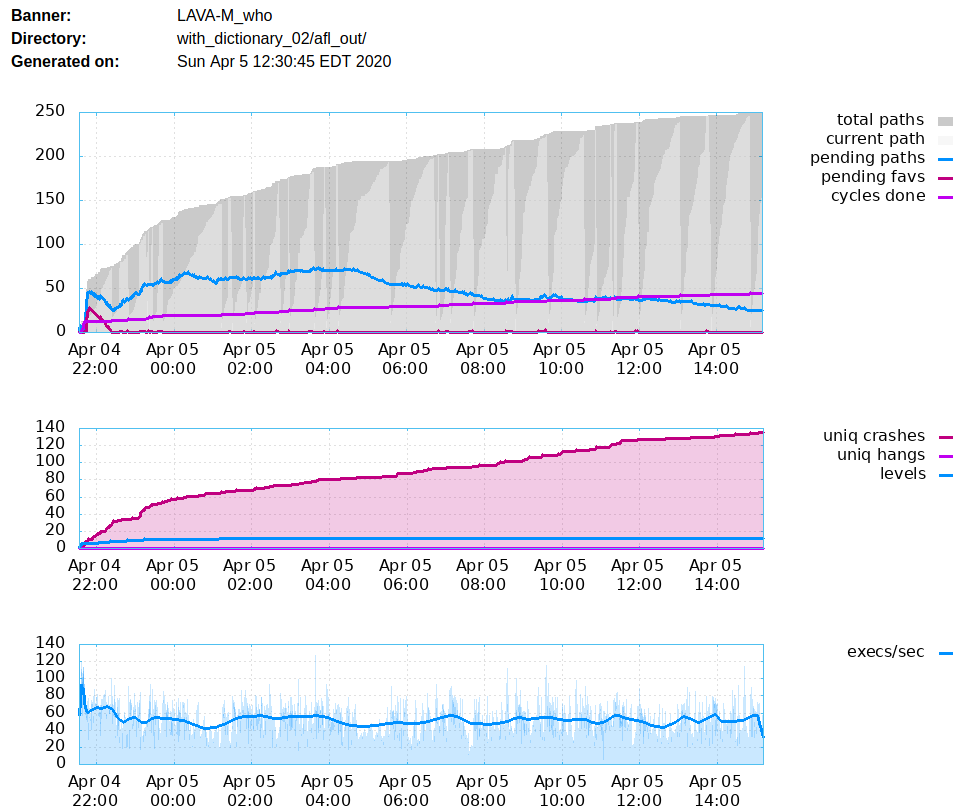 Banner: LAVA-M_who
Directory: with_dictionary_02/afl_out/
Generated on: Sun Apr 5 12:30:45 EDT 2020
250
200
150
100
50
0
Apr 04 Apr 05 Apr 05 Apr 05 Apr 05 Apr 05 Apr 05 Apr 05 Apr 05
22:00 00:00 02:00 04:00 06:00 08:00 10:00 12:00 14:00
total paths
current path
pending paths
pending favs
cycles done
140
120
100
80
60
40
20
0
Apr 04 Apr 05 Apr 05 Apr 05 Apr 05 Apr 05 Apr 05 Apr 05 Apr 05
22:00 00:00 02:00 04:00 06:00 08:00 10:00 12:00 14:00
uniq crashes
uniq hangs
levels
140
120
100
80
60
40
20
0
Apr 04 Apr 05 Apr 05 Apr 05 Apr 05 Apr 05 Apr 05 Apr 05 Apr 05
22:00 00:00 02:00 04:00 06:00 08:00 10:00 12:00 14:00
execs/sec